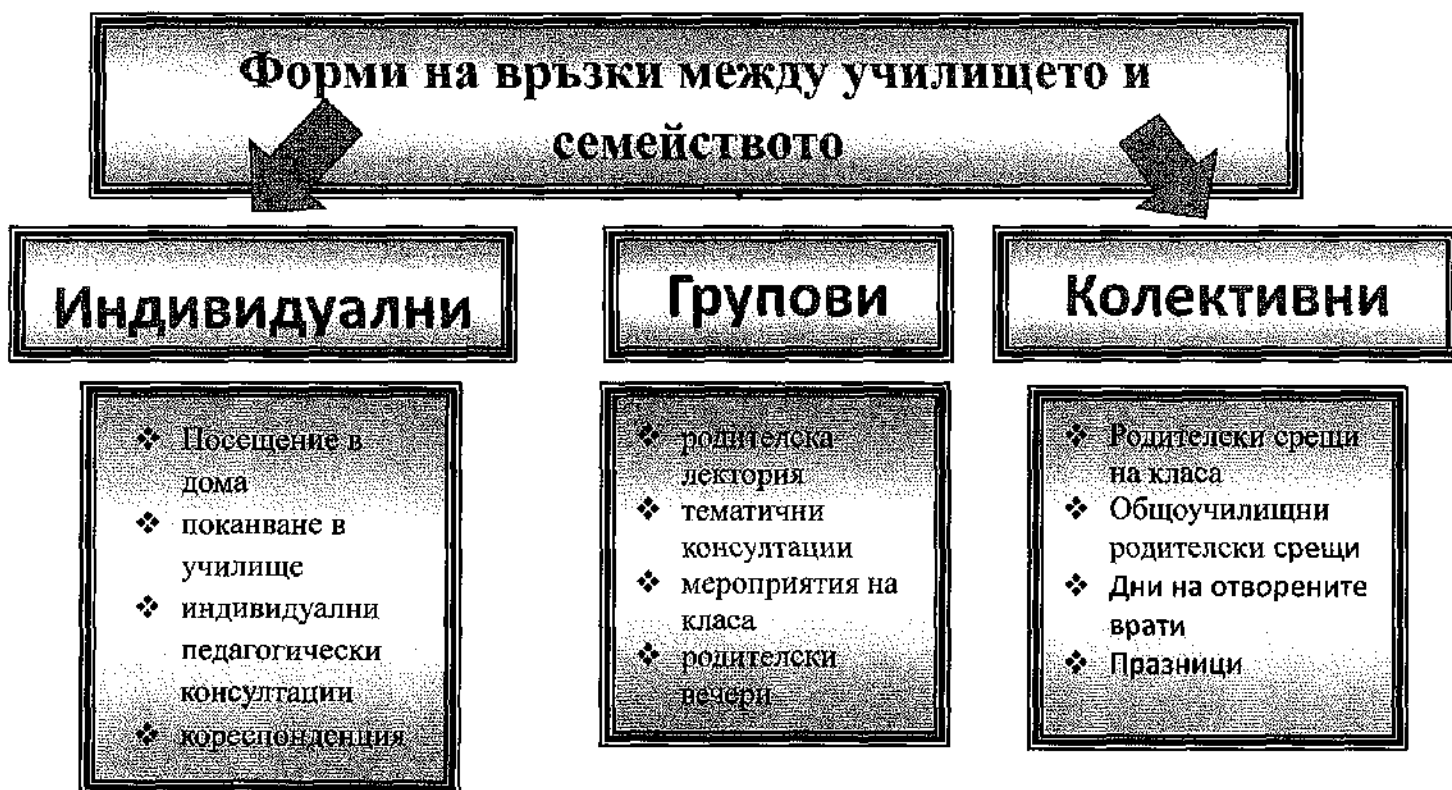 Форми на връзки между училището и
семейството
Индивидуални
Групови
Колективни
❖ Посещение в
дома
❖ поканване в
училище
❖ индивидуални
педагогически
консултации
❖ кореспонденция
❖ родителска
лектория
❖ тематични
консултации
❖ мероприятия на
класа
❖ родителски
вечери
❖ Родителски срещи
на класа
❖ Общоучилищни
родителски срещи
❖ Дни на отворените
врати
❖ Празници